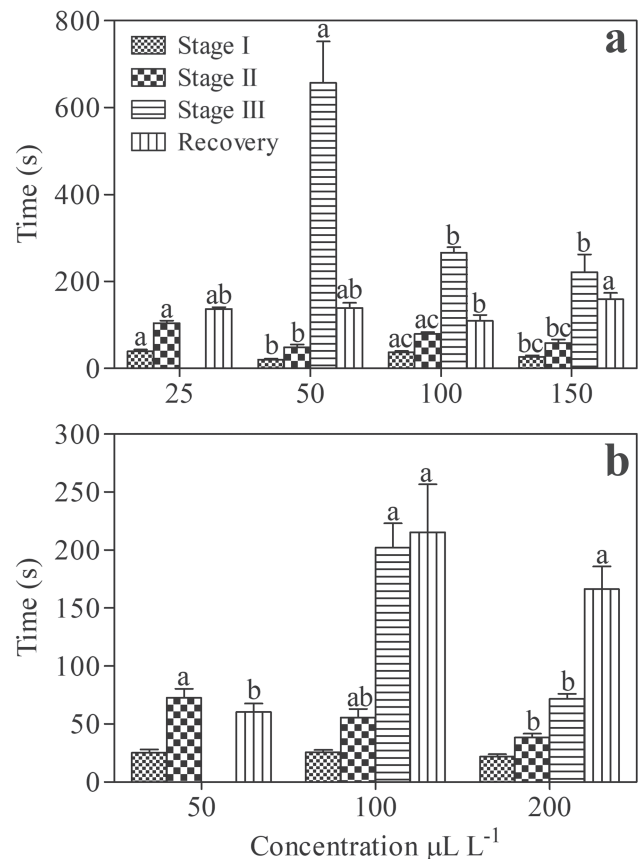 a
800
600
400
200
0
Time (s)
Stage I
Stage II
Stage III
Recovery
a a ab
b b a ab
ac ac b b
bc bc b a
25 50 100 150
b
300
250
200
150
100
50
0
Time (s)
a b
ab a a
b b a
50 100 200
Concentration µL L⁻¹